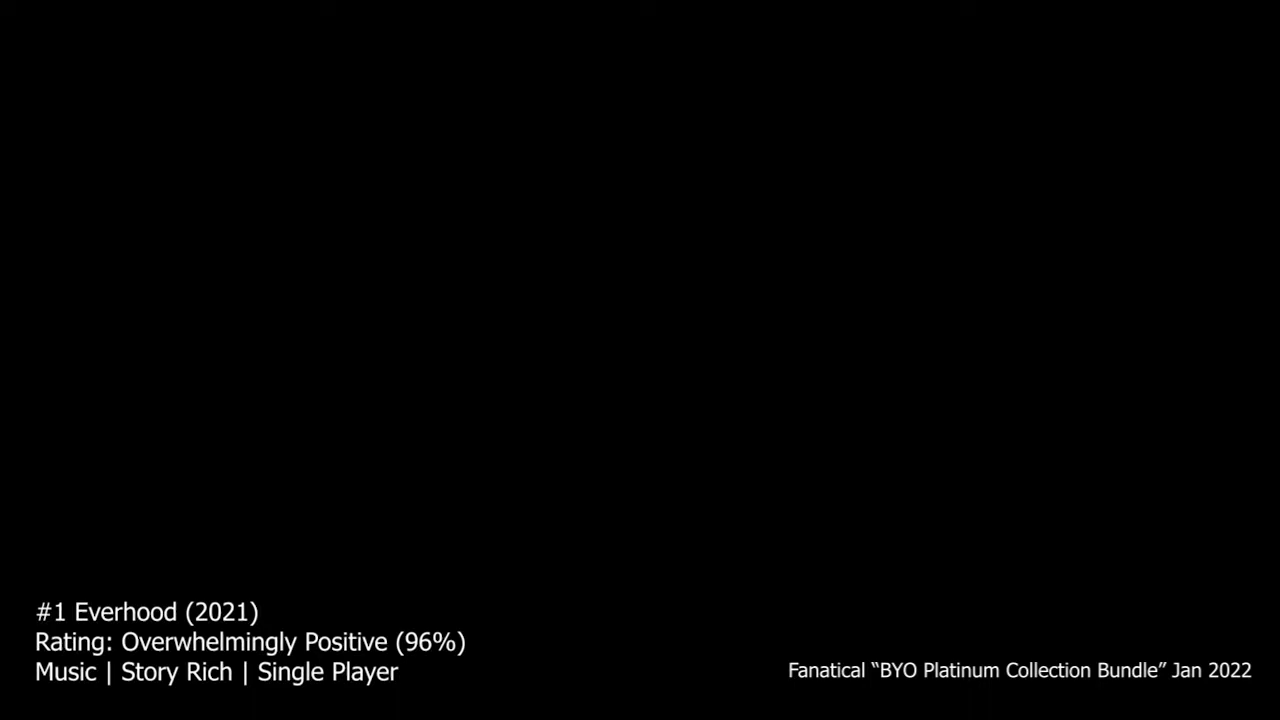 #1 Everhood (2021)
Rating: Overwhelmingly Positive (96%)
Music | Story Rich | Single Player
Fanatical “BYO Platinum Collection Bundle” Jan 2022